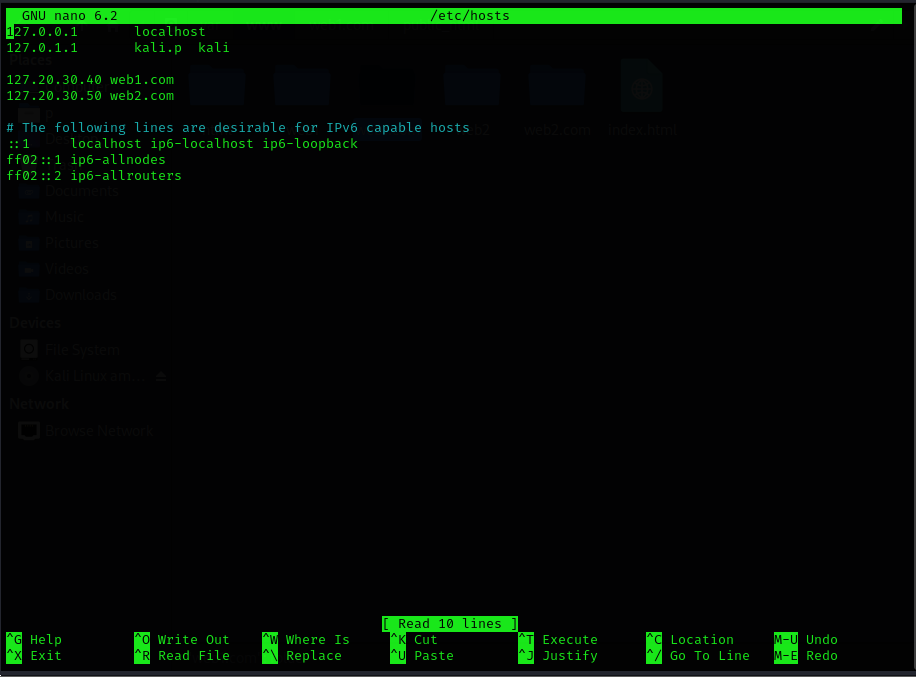 GNU nano 6.2 /etc/hosts
127.0.0.1 localhost
127.0.1.1 kali.p kali
Places
127.20.30.40 web1.com
127.20.30.50 web2.com
# The following lines are desirable for IPv6 capable hosts
web2.com index.html
::1 localhost ip6-localhost ip6-loopback
ff02::1 ip6-allnodes
ff02::2 ip6-allrouters
Documents
Music
Pictures
Videos
Downloads
Devices
File System
Kali Linux am...
Network
Browse Network
[ Read 10 lines ]
^G Help ^O Write Out ^W Where Is ^K Cut ^T Execute ^C Location M-U Undo
^X Exit ^R Read File ^\ Replace ^U Paste ^J Justify ^/ Go To Line M-E Redo